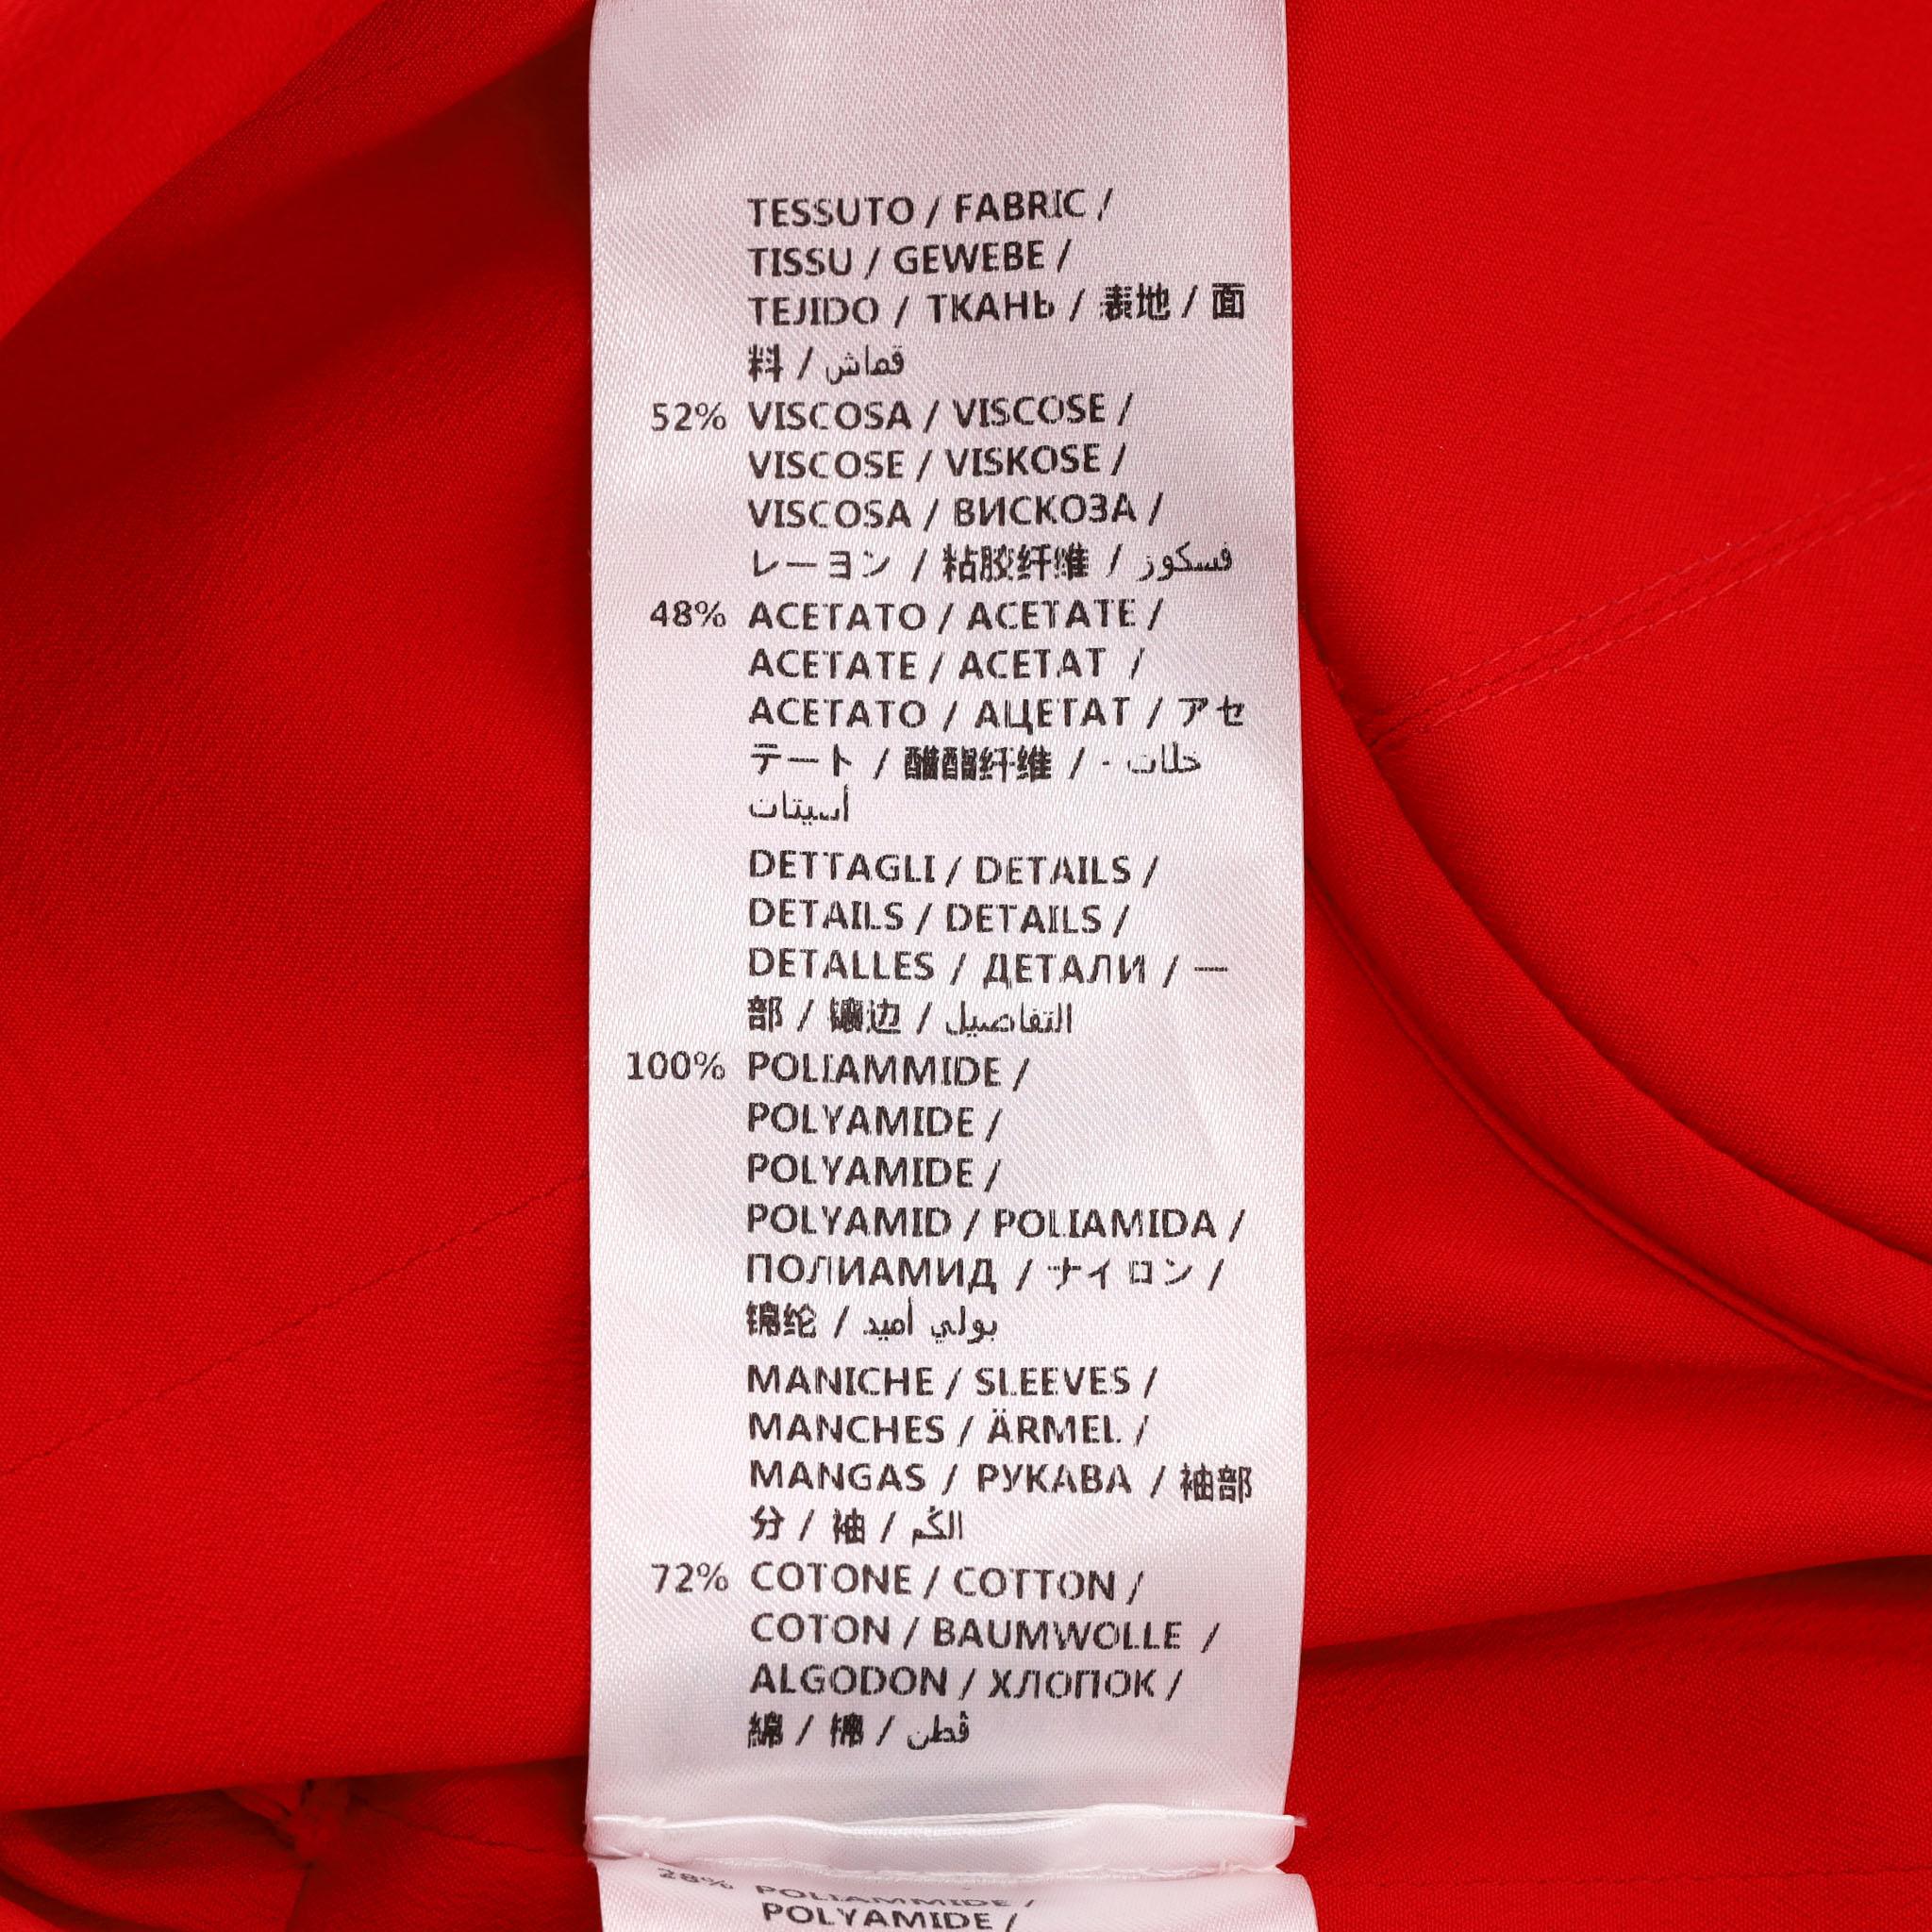 TESSUTO / FABRIC /
TISSU / GEWEBE /
TEJIDO / ТКАНЬ / 表地 / 面
料 / قماش
52% VISCOSA / VISCOSE /
VISCOSE / VISKOSE /
VISCOSA / ВИСКОЗА /
レーヨン / 粘胶纤维 / فسكوز
48% ACETATO / ACETATE /
ACETATE / ACETAT /
ACETATO / АЦЕТАТ / アセ
テート / 醋酯纤维 / - خلات
أسيتات
DETTAGLI / DETAILS /
DETAILS / DETAILS /
DETALLES / ДЕТАЛИ / 一
部 / 镶边 / التفاصيل
100% POLIAMMIDE /
POLYAMIDE /
POLYAMIDE /
POLYAMID / POLIAMIDA /
ПОЛИАМИД / ナイロン /
锦纶 / بولي أميد
MANICHE / SLEEVES /
MANCHES / ÄRMEL /
MANGAS / РУКАВА / 袖部
分 / 袖 / الكُم
72% COTONE / COTTON /
COTON / BAUMWOLLE /
ALGODON / ХЛОПОК /
綿 / 棉 / قُطن
28% POLIAMMIDE /
POLYAMIDE /